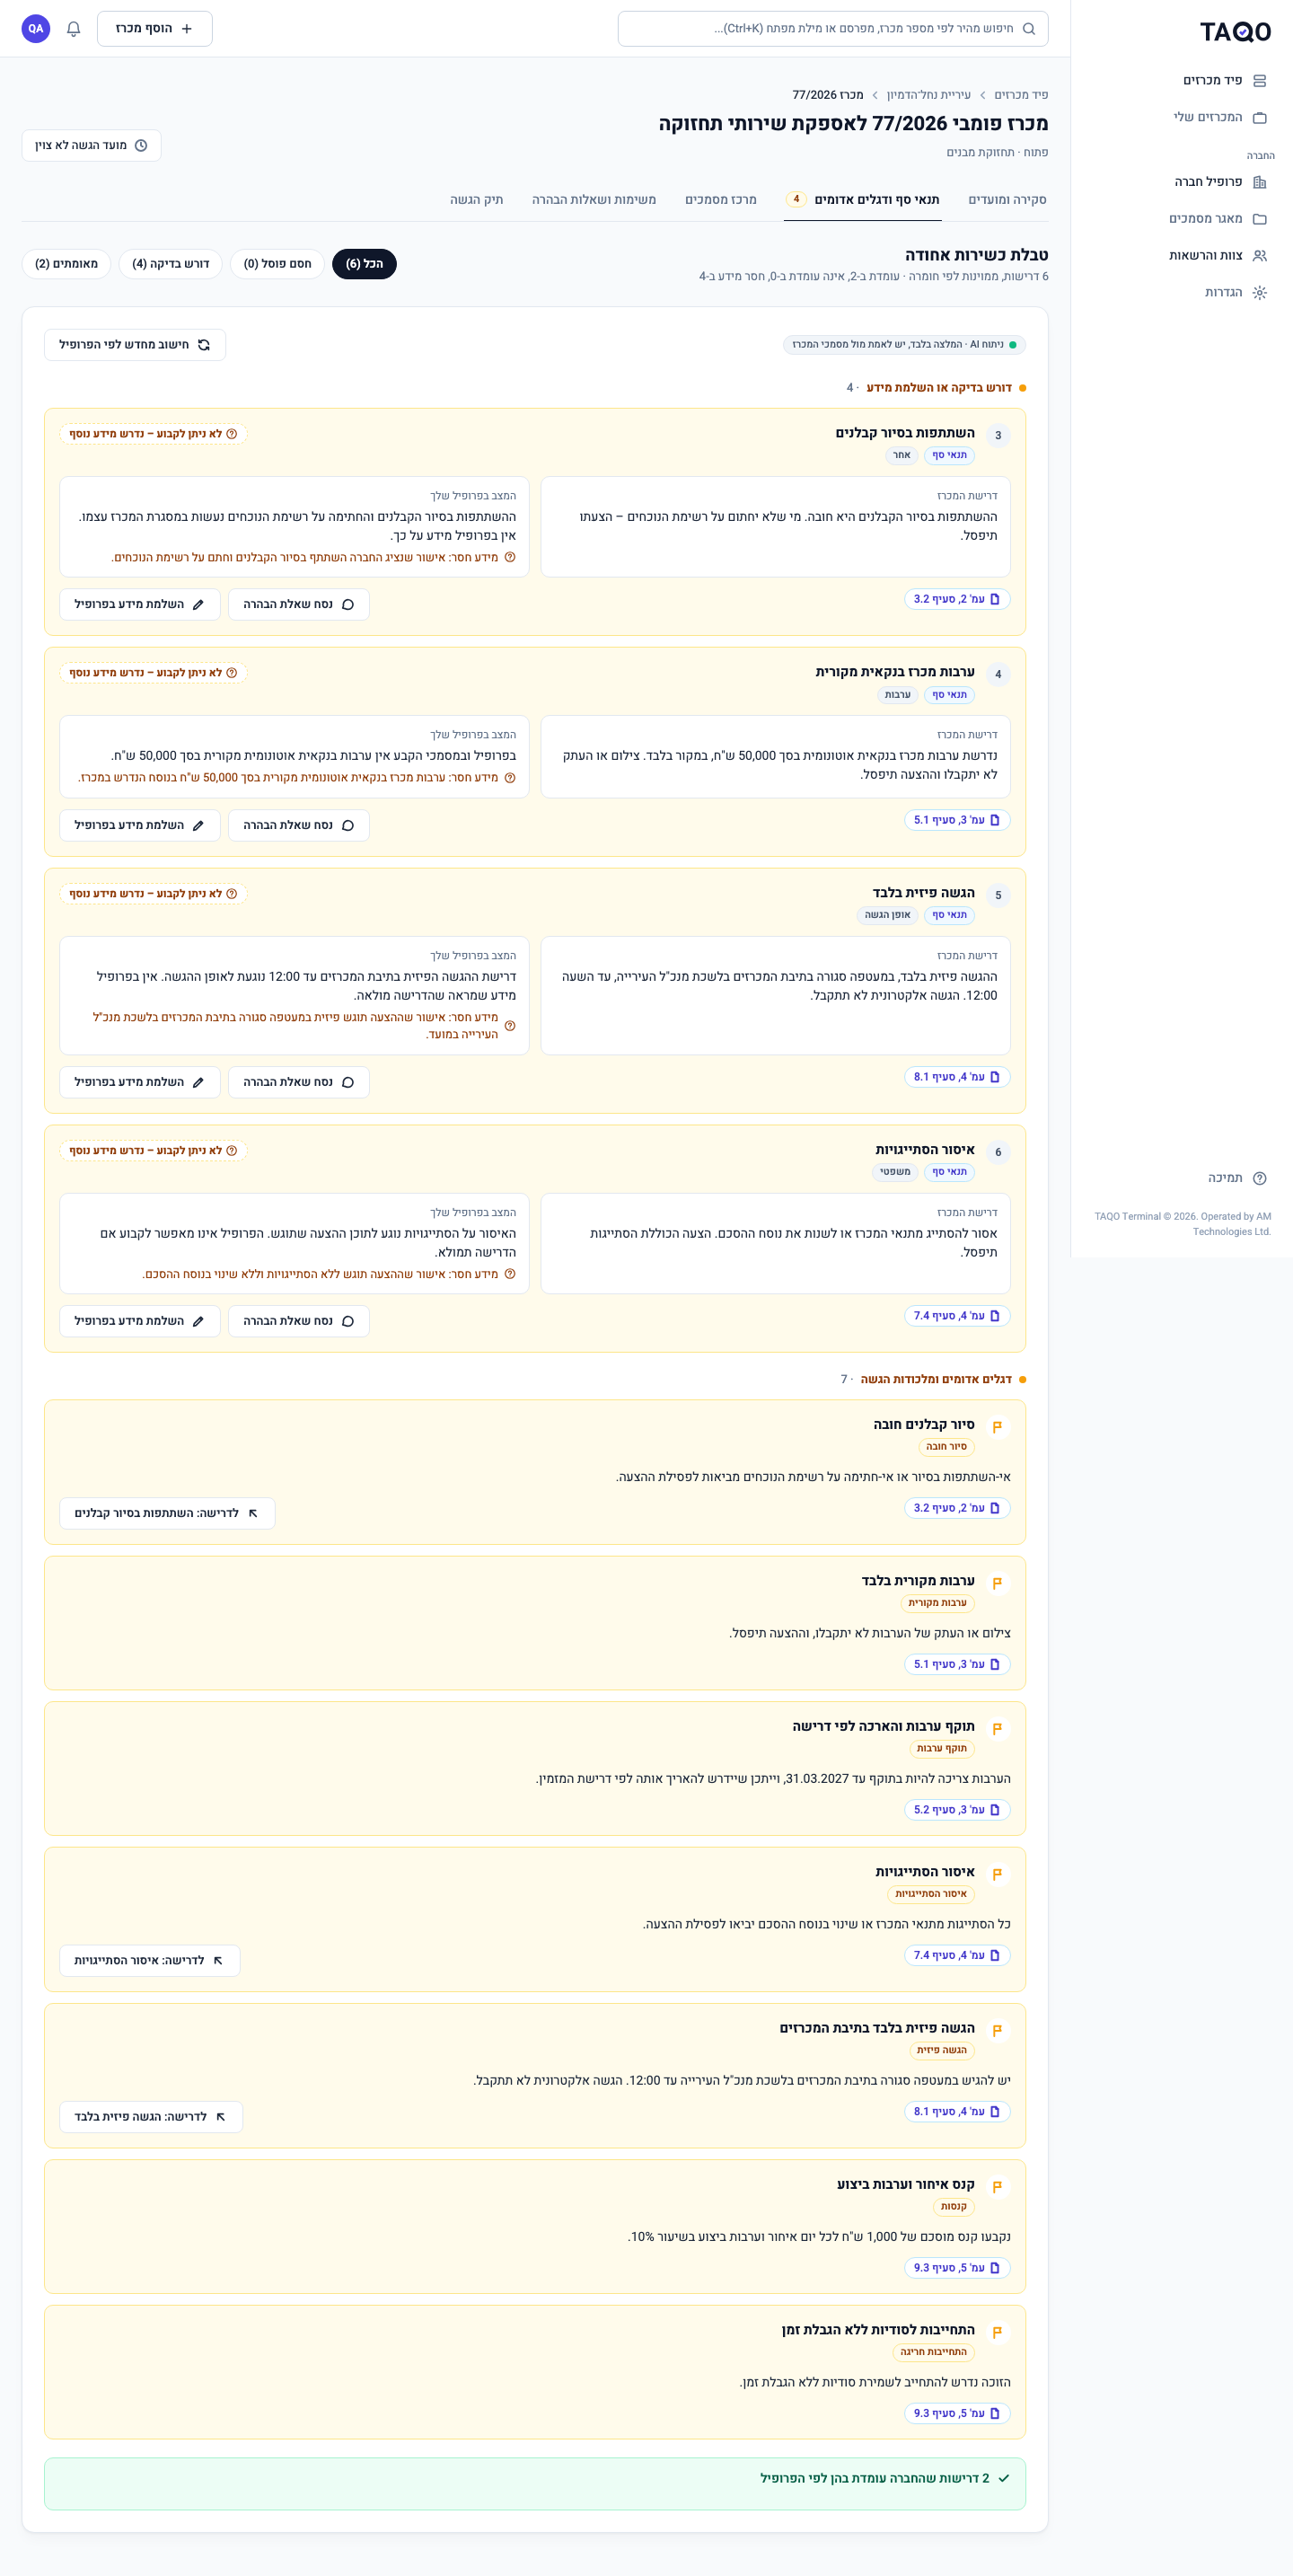 TAQO
פיד מכרזים
המכרזים שלי
החברה
פרופיל חברה
מאגר מסמכים
צוות והרשאות
הגדרות
תמיכה
TAQO Terminal © 2026. Operated by AM
Technologies Ltd.
חיפוש מהיר לפי מספר מכרז, מפרסם או מילת מפתח (Ctrl+K)...
הוסף מכרז
QA
פיד מכרזים
עיריית נחל־הדמיון
מכרז 77/2026
מכרז פומבי 77/2026 לאספקת שירותי תחזוקה
פתוח · תחזוקת מבנים
מועד הגשה לא צוין
סקירה ומועדים
תנאי סף ודגלים אדומים 4
מרכז מסמכים
משימות ושאלות הבהרה
תיק הגשה
טבלת כשירות אחודה
6 דרישות, ממוינות לפי חומרה · עומדת ב-2, אינה עומדת ב-0, חסר מידע ב-4
הכל (6)
חסם פוסל (0)
דורש בדיקה (4)
מאומתים (2)
ניתוח AI · המלצה בלבד, יש לאמת מול מסמכי המכרז
חישוב מחדש לפי הפרופיל
דורש בדיקה או השלמת מידע · 4
3
השתתפות בסיור קבלנים
תנאי סף
אחר
לא ניתן לקבוע – נדרש מידע נוסף
דרישת המכרז
ההשתתפות בסיור הקבלנים היא חובה. מי שלא יחתום על רשימת הנוכחים – הצעתו
תיפסל.
המצב בפרופיל שלך
ההשתתפות בסיור הקבלנים והחתימה על רשימת הנוכחים נעשות במסגרת המכרז עצמו.
אין בפרופיל מידע על כך.
מידע חסר: אישור שנציג החברה השתתף בסיור הקבלנים וחתם על רשימת הנוכחים.
עמ' 2, סעיף 3.2
נסח שאלת הבהרה
השלמת מידע בפרופיל
4
ערבות מכרז בנקאית מקורית
תנאי סף
ערבות
לא ניתן לקבוע – נדרש מידע נוסף
דרישת המכרז
נדרשת ערבות מכרז בנקאית אוטונומית בסך 50,000 ש"ח, במקור בלבד. צילום או העתק
לא יתקבלו וההצעה תיפסל.
המצב בפרופיל שלך
בפרופיל ובמסמכי הקבע אין ערבות בנקאית אוטונומית מקורית בסך 50,000 ש"ח.
מידע חסר: ערבות מכרז בנקאית אוטונומית מקורית בסך 50,000 ש"ח בנוסח הנדרש במכרז.
עמ' 3, סעיף 5.1
נסח שאלת הבהרה
השלמת מידע בפרופיל
5
הגשה פיזית בלבד
תנאי סף
אופן הגשה
לא ניתן לקבוע – נדרש מידע נוסף
דרישת המכרז
ההגשה פיזית בלבד, במעטפה סגורה בתיבת המכרזים בלשכת מנכ"ל העירייה, עד השעה
12:00. הגשה אלקטרונית לא תתקבל.
המצב בפרופיל שלך
דרישת ההגשה הפיזית בתיבת המכרזים עד 12:00 נוגעת לאופן ההגשה. אין בפרופיל
מידע שמראה שהדרישה מולאה.
מידע חסר: אישור שההצעה תוגש פיזית במעטפה סגורה בתיבת המכרזים בלשכת מנכ"ל
העירייה במועד.
עמ' 4, סעיף 8.1
נסח שאלת הבהרה
השלמת מידע בפרופיל
6
איסור הסתייגויות
תנאי סף
משפטי
לא ניתן לקבוע – נדרש מידע נוסף
דרישת המכרז
אסור להסתייג מתנאי המכרז או לשנות את נוסח ההסכם. הצעה הכוללת הסתייגות
תיפסל.
המצב בפרופיל שלך
האיסור על הסתייגויות נוגע לתוכן ההצעה שתוגש. הפרופיל אינו מאפשר לקבוע אם
הדרישה תמולא.
מידע חסר: אישור שההצעה תוגש ללא הסתייגויות וללא שינוי בנוסח ההסכם.
עמ' 4, סעיף 7.4
נסח שאלת הבהרה
השלמת מידע בפרופיל
דגלים אדומים ומלכודות הגשה · 7
סיור קבלנים חובה
סיור חובה
אי-השתתפות בסיור או אי-חתימה על רשימת הנוכחים מביאות לפסילת ההצעה.
עמ' 2, סעיף 3.2
לדרישה: השתתפות בסיור קבלנים
ערבות מקורית בלבד
ערבות מקורית
צילום או העתק של הערבות לא יתקבלו, וההצעה תיפסל.
עמ' 3, סעיף 5.1
תוקף ערבות והארכה לפי דרישה
תוקף ערבות
הערבות צריכה להיות בתוקף עד 31.03.2027, וייתכן שיידרש להאריך אותה לפי דרישת המזמין.
עמ' 3, סעיף 5.2
איסור הסתייגויות
איסור הסתייגויות
כל הסתייגות מתנאי המכרז או שינוי בנוסח ההסכם יביאו לפסילת ההצעה.
עמ' 4, סעיף 7.4
לדרישה: איסור הסתייגויות
הגשה פיזית בלבד בתיבת המכרזים
הגשה פיזית
יש להגיש במעטפה סגורה בתיבת המכרזים בלשכת מנכ"ל העירייה עד 12:00. הגשה אלקטרונית לא תתקבל.
עמ' 4, סעיף 8.1
לדרישה: הגשה פיזית בלבד
קנס איחור וערבות ביצוע
קנסות
נקבעו קנס מוסכם של 1,000 ש"ח לכל יום איחור וערבות ביצוע בשיעור 10%.
עמ' 5, סעיף 9.3
התחייבות לסודיות ללא הגבלת זמן
התחייבות חריגה
הזוכה נדרש להתחייב לשמירת סודיות ללא הגבלת זמן.
עמ' 5, סעיף 9.3
2 דרישות שהחברה עומדת בהן לפי הפרופיל